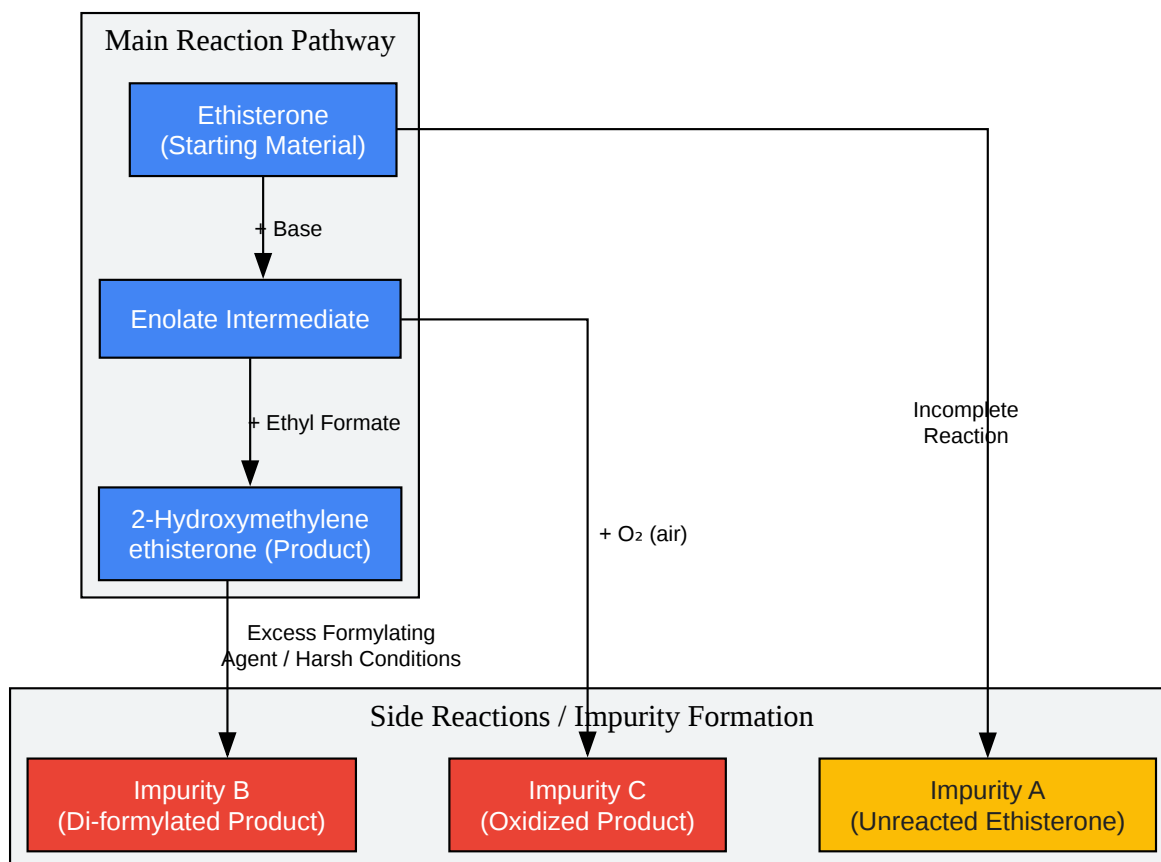 Main Reaction Pathway
Ethisterone
(Starting Material)
+ Base
Enolate Intermediate
+ Ethyl Formate
Incomplete
Reaction
2-Hydroxymethylene
ethisterone (Product)
+ O₂ (air)
Excess Formylating
Agent / Harsh Conditions
Side Reactions / Impurity Formation
Impurity B
(Di-formylated Product)
Impurity C
(Oxidized Product)
Impurity A
(Unreacted Ethisterone)